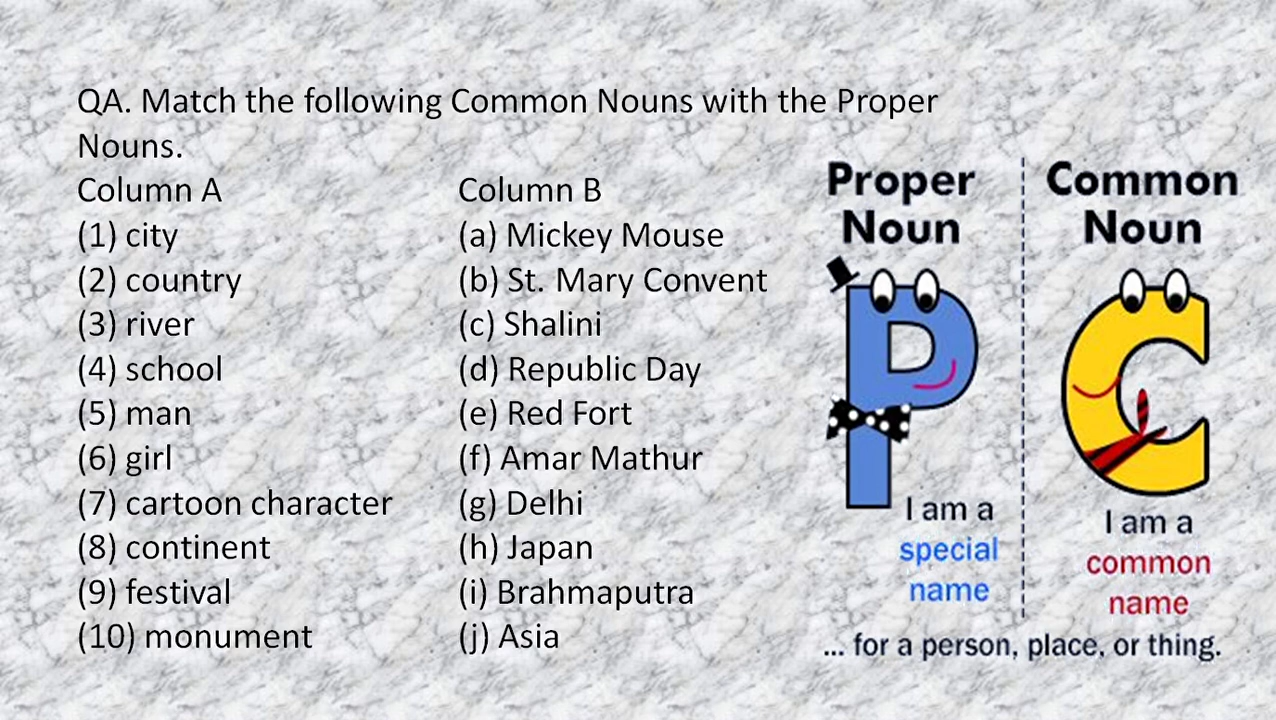 QA. Match the following Common Nouns with the Proper
Nouns.
Column A
(1) city
(2) country
(3) river
(4) school
(5) man
(6) girl
(7) cartoon character
(8) continent
(9) festival
(10) monument
Column B
(a) Mickey Mouse
(b) St. Mary Convent
(c) Shalini
(d) Republic Day
(e) Red Fort
(f) Amar Mathur
(g) Delhi
(h) Japan
(i) Brahmaputra
(j) Asia
Proper
Noun
P
I am a
special
name
Common
Noun
C
I am a
common
name
... for a person, place, or thing.